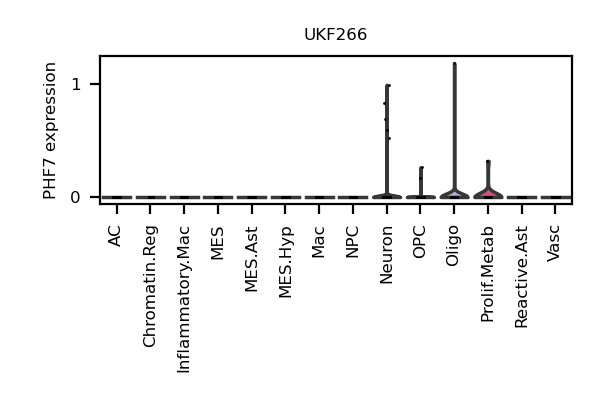 UKF266
PHF7 expression
1
0
AC
Chromatin.Reg
Inflammatory.Mac
MES
MES.Ast
MES.Hyp
Mac
NPC
Neuron
OPC
Oligo
Prolif.Metab
Reactive.Ast
Vasc